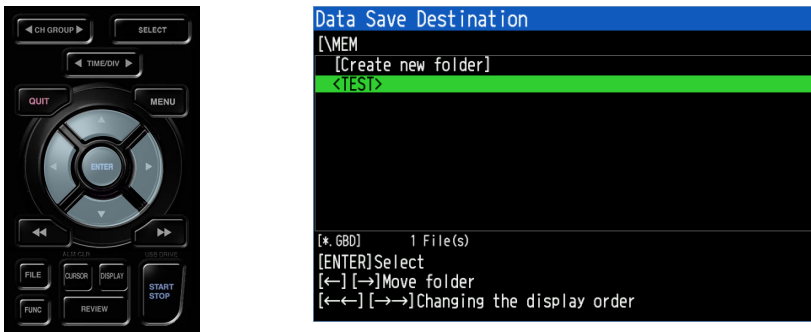 ◀ CH GROUP ▶
SELECT
◀ TIME/DIV ▶
QUIT
MENU
ENTER
ALM CLR
USB DRIVE
FILE
CURSOR
DISPLAY
START
STOP
FUNC
REVIEW
Data Save Destination
[\MEM
[Create new folder]
<TEST>
[*.GBD] 1 File(s)
[ENTER]Select
[←][→]Move folder
[←←][→→]Changing the display order